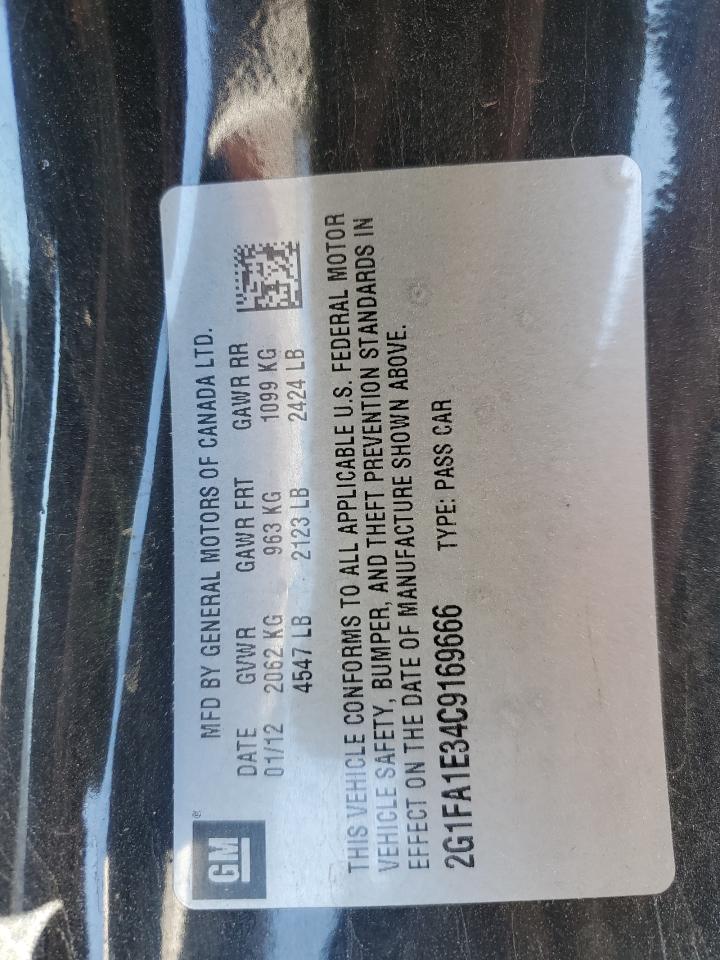 GM®
MFD BY GENERAL MOTORS OF CANADA LTD.
DATE GVWR GAWR FRT GAWR RR
01/12 2062 KG 963 KG 1099 KG
4547 LB 2123 LB 2424 LB
THIS VEHICLE CONFORMS TO ALL APPLICABLE U.S. FEDERAL MOTOR
VEHICLE SAFETY, BUMPER, AND THEFT PREVENTION STANDARDS IN
EFFECT ON THE DATE OF MANUFACTURE SHOWN ABOVE.
2G1FA1E34C9169666 TYPE: PASS CAR